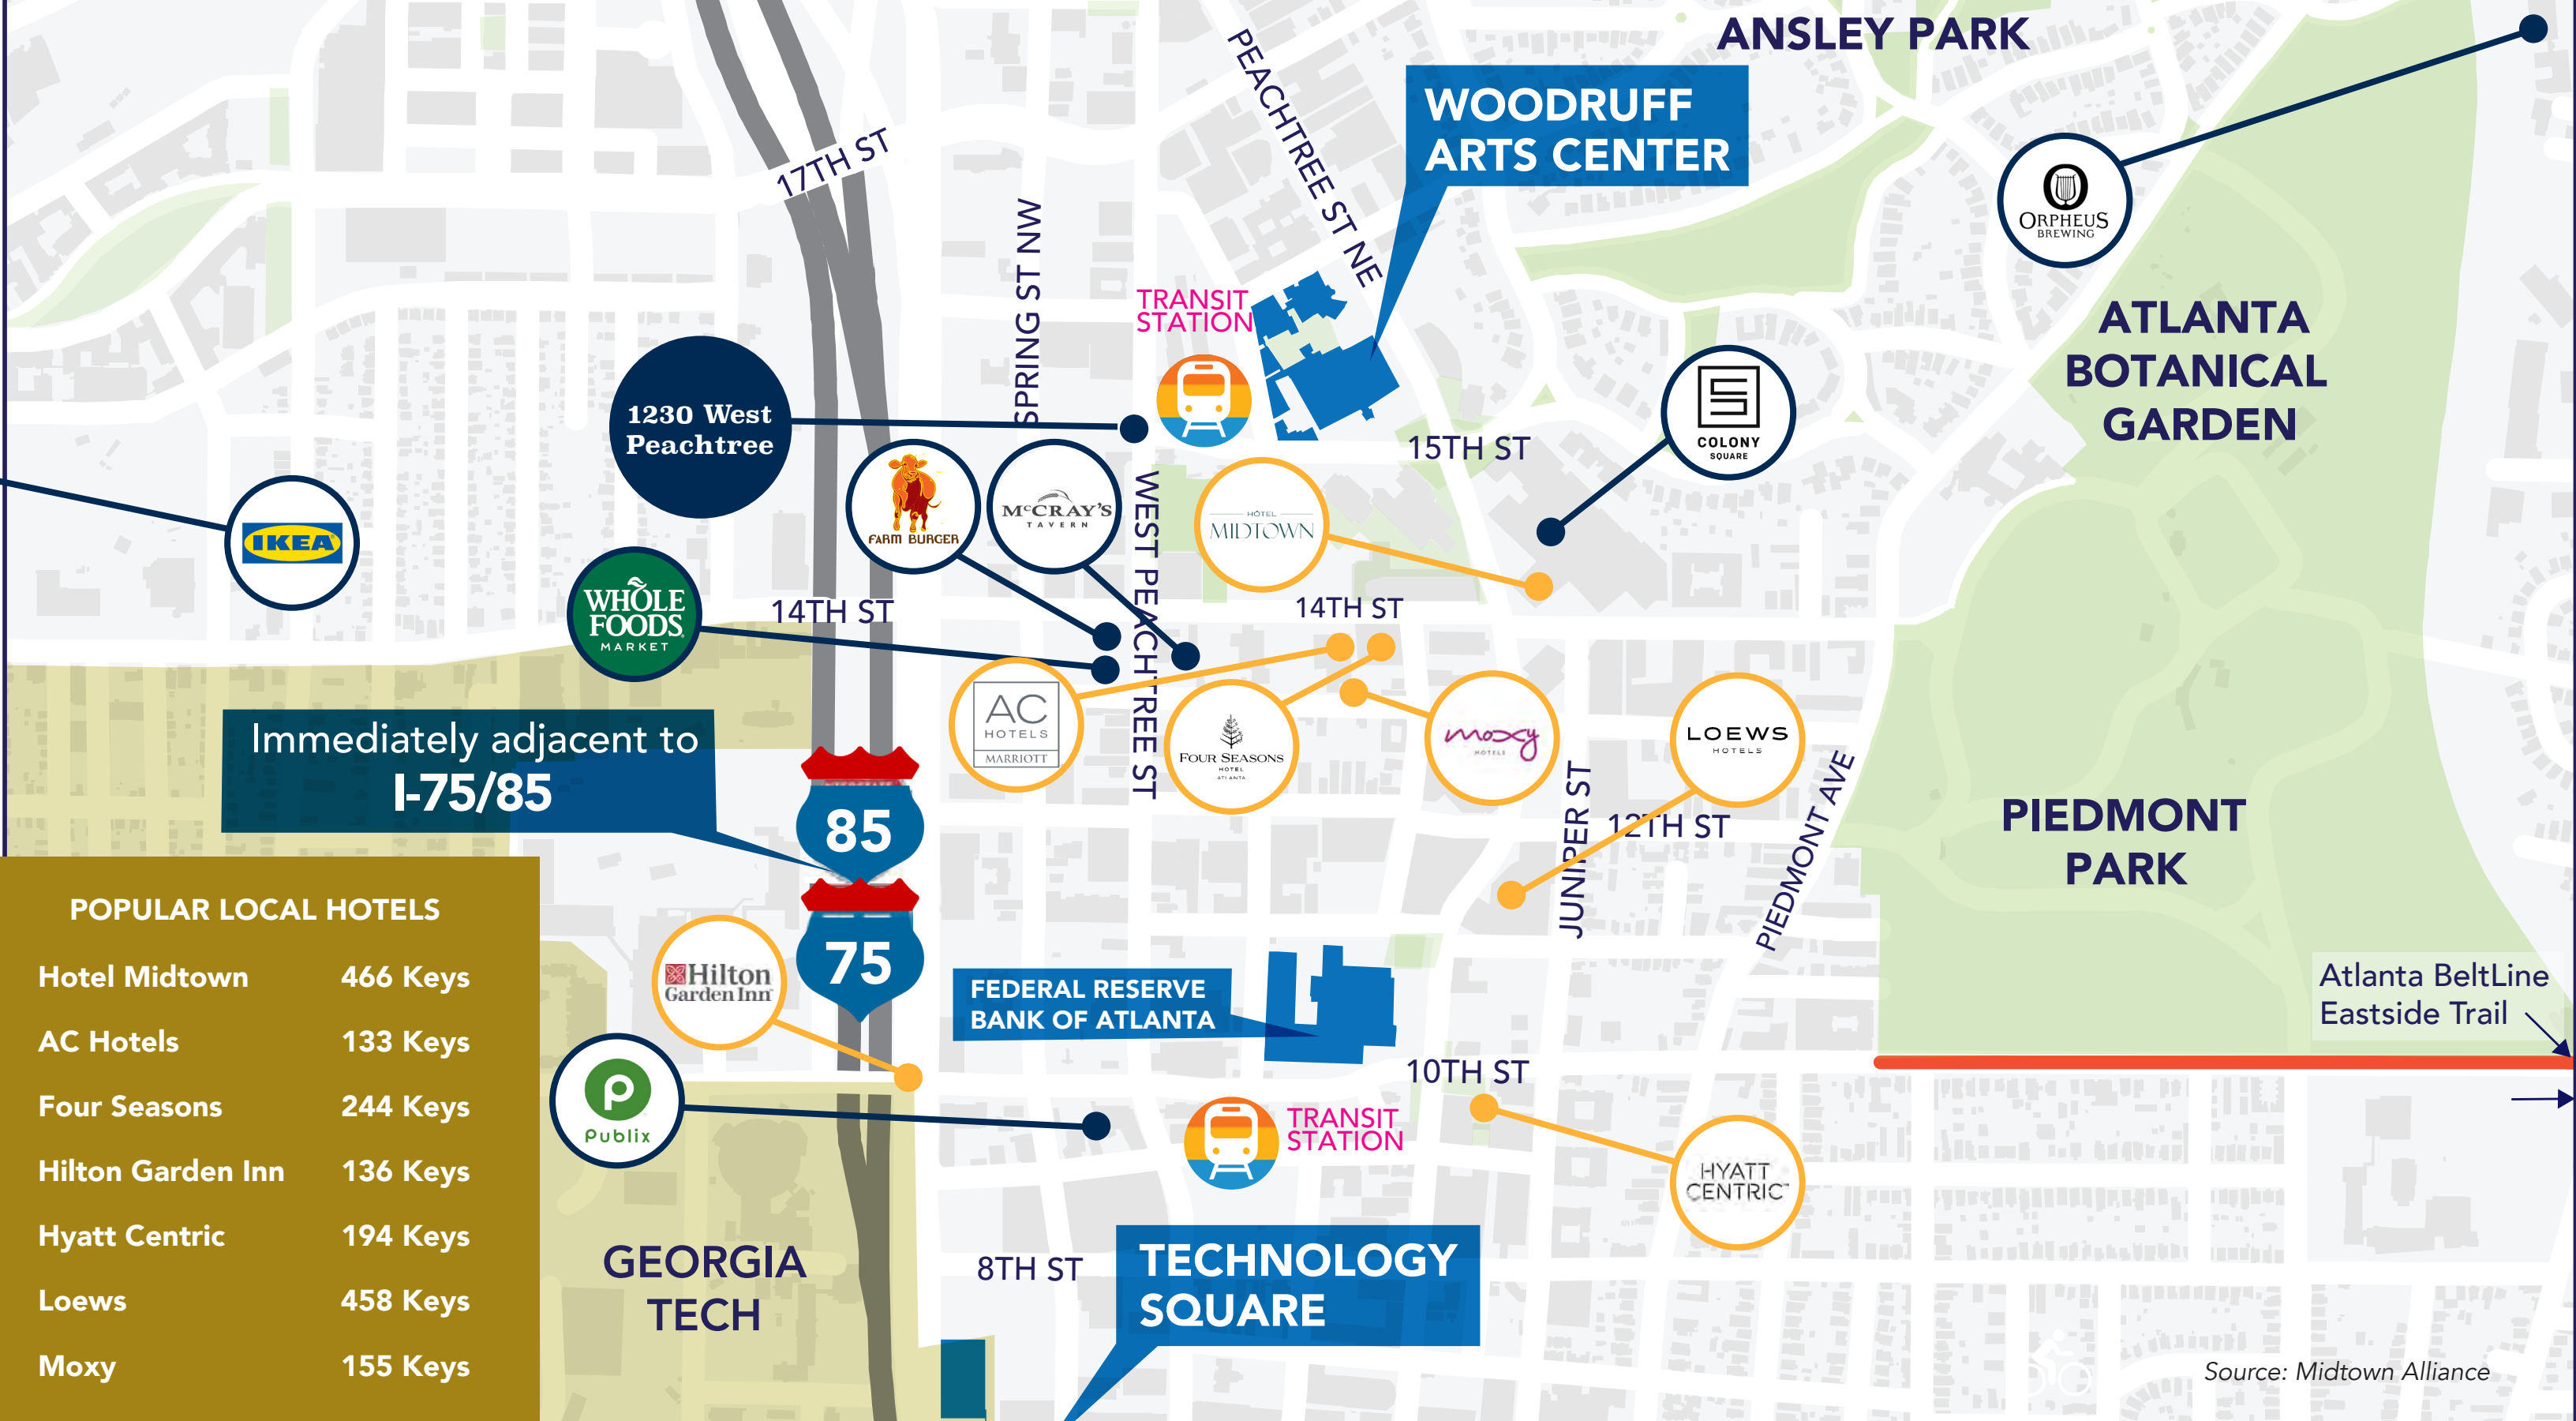 ANSLEY PARK
PEACHTREE ST NE
WOODRUFF
ARTS CENTER
17TH ST
ORPHEUS
BREWING
SPRING ST NW
TRANSIT
STATION
ATLANTA
BOTANICAL
GARDEN
1230 West
Peachtree
COLONY
SQUARE
15TH ST
FARM BURGER
McCRAY'S
TAVERN
WEST PEACHTREE ST
HÔTEL
MIDTOWN
IKEA
WHOLE
FOODS
MARKET
14TH ST
14TH ST
AC
HOTELS
MARRIOTT
FOUR SEASONS
HOTEL
ATLANTA
moxy
HOTELS
LOEWS
HOTELS
Immediately adjacent to
I-75/85
85
75
JUNIPER ST
12TH ST
PIEDMONT AVE
PIEDMONT
PARK
POPULAR LOCAL HOTELS
Hotel Midtown 466 Keys
AC Hotels 133 Keys
Four Seasons 244 Keys
Hilton Garden Inn 136 Keys
Hyatt Centric 194 Keys
Loews 458 Keys
Moxy 155 Keys
Hilton
Garden Inn
FEDERAL RESERVE
BANK OF ATLANTA
Atlanta BeltLine
Eastside Trail
10TH ST
Publix
TRANSIT
STATION
HYATT
CENTRIC
GEORGIA
TECH
8TH ST
TECHNOLOGY
SQUARE
Source: Midtown Alliance